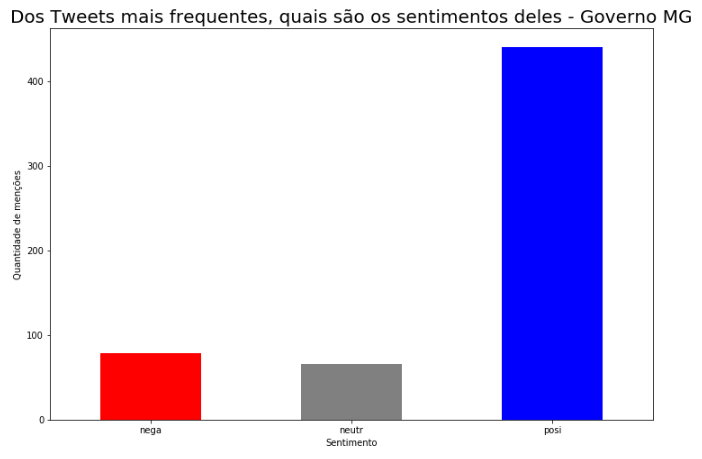 Dos Tweets mais frequentes, quais são os sentimentos deles - Governo MG
400
300
200
100
0
Quantidade de menções
nega neutr posi
Sentimento